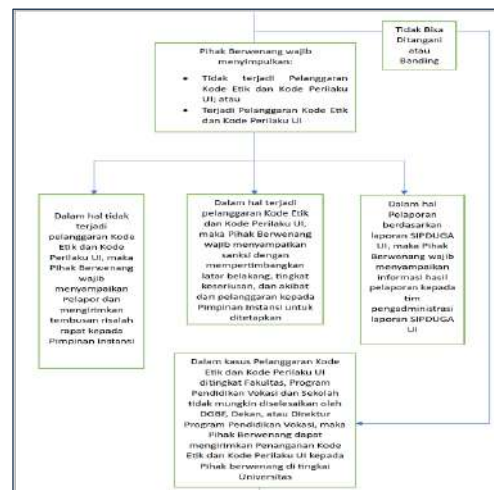 Tidak Bisa
Ditangani
atau
Banding
Pihak Berwenang wajib
menyimpulkan:
• Tidak terjadi Pelanggaran
Kode Etik dan Kode Perilaku
UI; atau
• Terjadi Pelanggaran Kode Etik
dan Kode Perilaku UI
Dalam hal tidak
terjadi
pelanggaran Kode
Etik dan Kode
Perilaku UI, maka
Pihak Berwenang
wajib
menyampaikan
Pelapor dan
mengirimkan
tembusan risalah
rapat kepada
Pimpinan Instansi
Dalam hal terjadi
pelanggaran Kode Etik
dan Kode Perilaku UI,
maka Pihak Berwenang
wajib menyampaikan
sanksi dengan
mempertimbangkan
latar belakang, tingkat
keseriusan, dan akibat
dan pelanggaran kepada
Pimpinan Instansi untuk
ditetapkan
Dalam hal
Pelaporan
berdasarkan
laporan SIPDUGA
UI, maka Pihak
Berwenang wajib
menyampaikan
informasi hasil
pelaporan kepada
tim
pengadministrasi
laporan SIPDUGA
UI
Dalam kasus Pelanggaran Kode
Etik dan Kode Perilaku UI
ditingkat Fakultas, Program
Pendidikan Vokasi dan Sekolah
tidak mungkin diselesaikan oleh
DGBF, Dekan, atau Direktur
Program Pendidikan Vokasi, maka
Pihak Berwenang dapat
mengirimkan Penanganan Kode
Etik dan Kode Perilaku UI kepada
Pihak berwenang di tingkai
Universitas